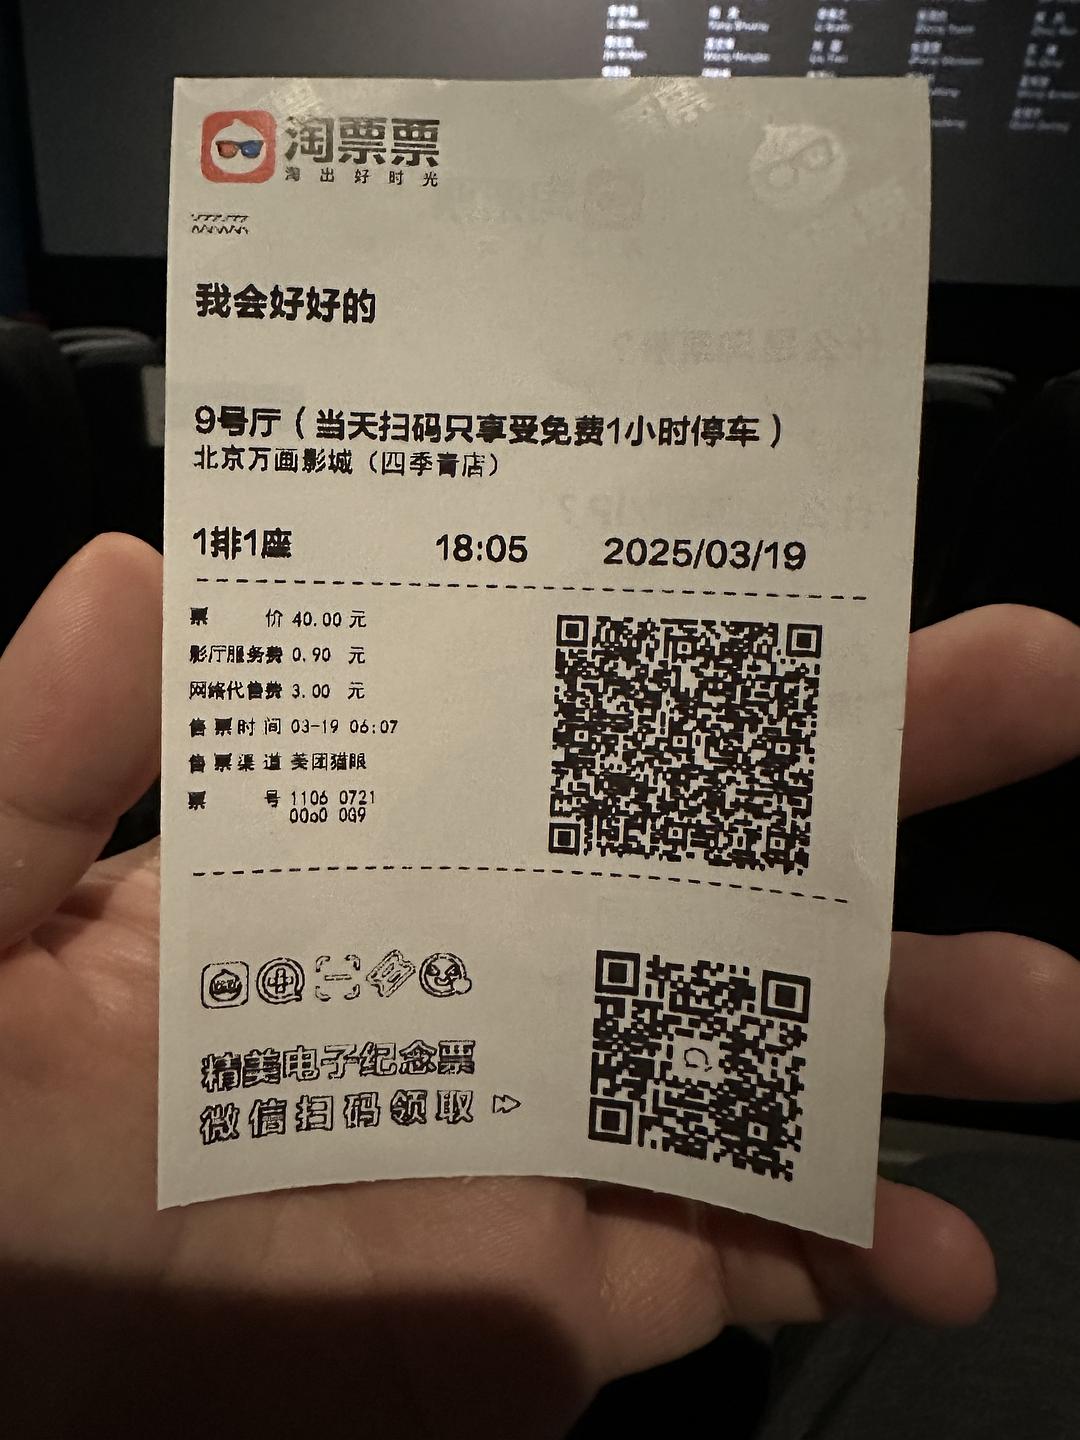 淘票票
淘出好时光
我会好好的
9号厅（当天扫码只享受免费1小时停车）
北京万画影城（四季青店）
1排1座 18:05 2025/03/19
票 价 40.00 元
影厅服务费 0.90 元
网络代售费 3.00 元
售票时间 03-19 06:07
售票渠道 美团猫眼
票 号 1106 0721
精美电子纪念票
微信扫码领取